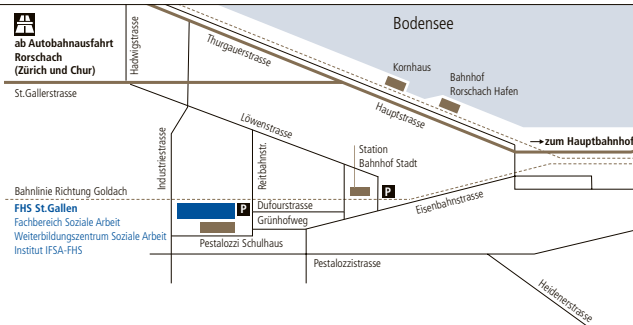 Bodensee
ab Autobahnausfahrt
Rorschach
(Zürich und Chur)
Hadwigstrasse
Thurgauerstrasse
Kornhaus
Bahnhof
Rorschach Hafen
St.Gallerstrasse
Hauptstrasse
Löwenstrasse
→zum Hauptbahnhof
Industriestrasse
Reitbahnstr.
Station
Bahnhof Stadt
P
Bahnlinie Richtung Goldach
Eisenbahnstrasse
FHS St.Gallen
P
Dufourstrasse
Fachbereich Soziale Arbeit
Grünhofweg
Weiterbildungszentrum Soziale Arbeit
Institut IFSA-FHS
Pestalozzi Schulhaus
Pestalozzistrasse
Heidenerstrasse